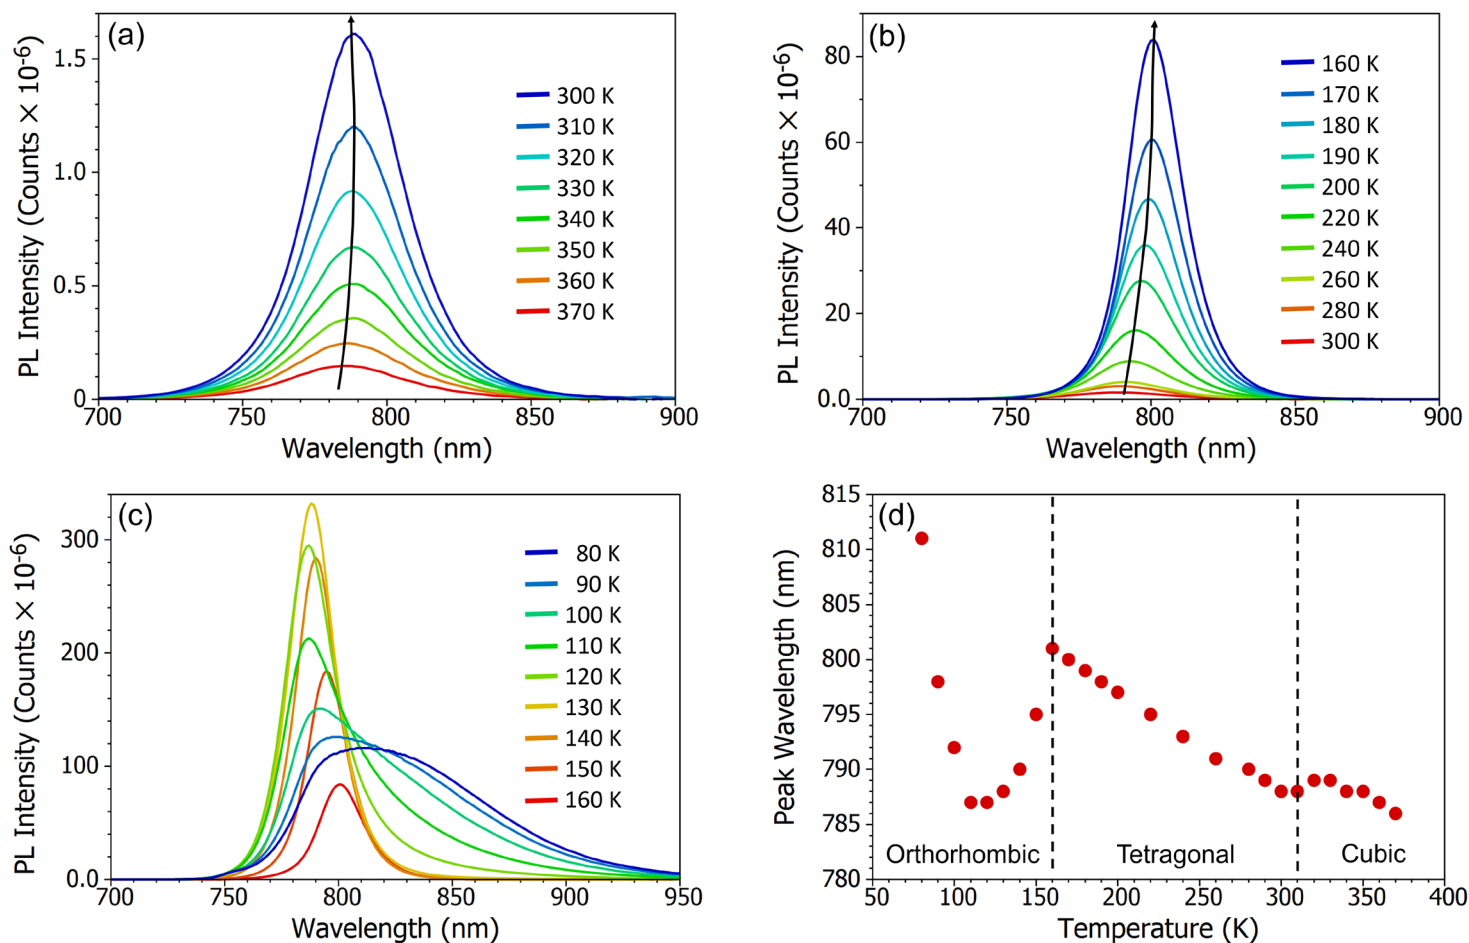 (a)
PL Intensity (Counts × 10⁻⁶)
1.5
1.0
0.5
0
700
750
800
850
900
Wavelength (nm)
300 K
310 K
320 K
330 K
340 K
350 K
360 K
370 K
(b)
PL Intensity (Counts × 10⁻⁶)
80
60
40
20
0.0
700
750
800
850
900
Wavelength (nm)
160 K
170 K
180 K
190 K
200 K
220 K
240 K
260 K
280 K
300 K
(c)
PL Intensity (Counts × 10⁻⁶)
300
200
100
0.0
700
750
800
850
900
950
Wavelength (nm)
80 K
90 K
100 K
110 K
120 K
130 K
140 K
150 K
160 K
(d)
Peak Wavelength (nm)
815
810
805
800
795
790
785
780
Orthorhombic
Tetragonal
Cubic
50
100
150
200
250
300
350
400
Temperature (K)